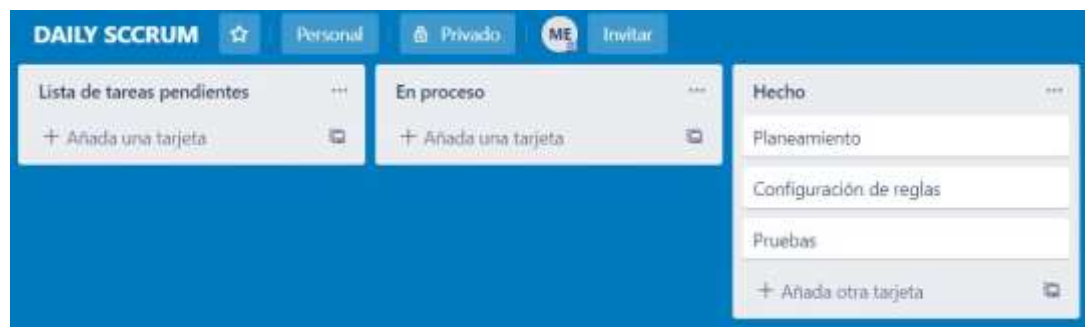 DAILY SCCRUM Personal Privado ME Invitar
Lista de tareas pendientes
+ Añada una tarjeta
En proceso
+ Añada una tarjeta
Hecho
Planeamiento
Configuración de reglas
Pruebas
+ Añada otra tarjeta